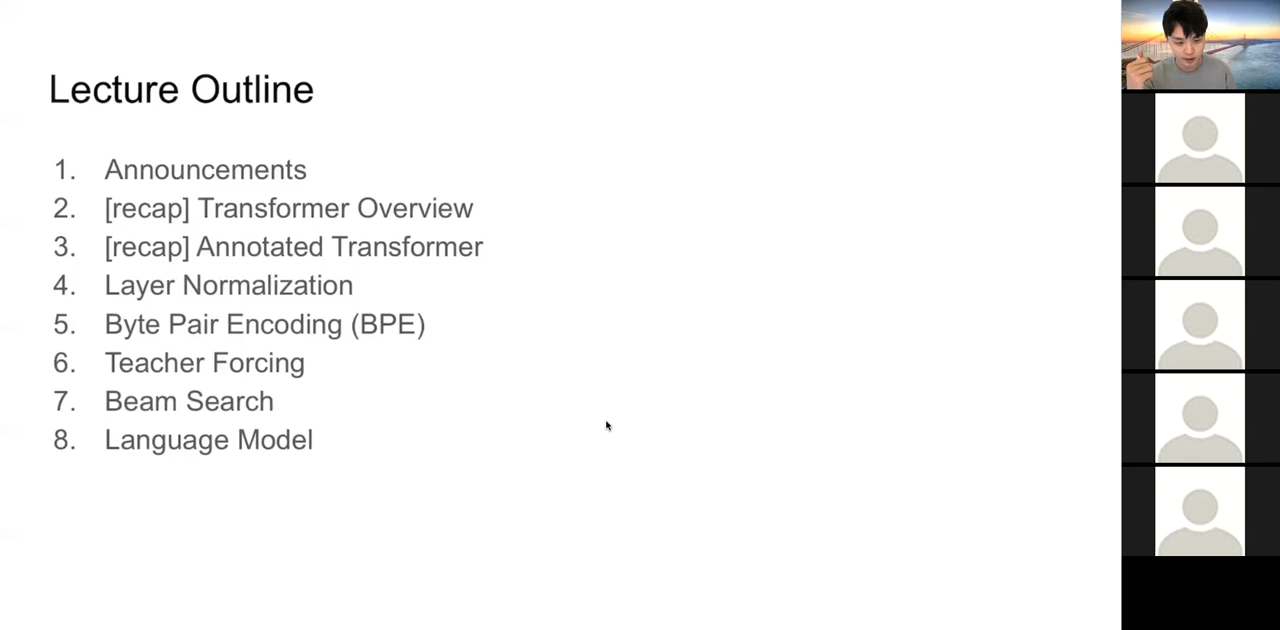 Lecture Outline
1. Announcements
2. [recap] Transformer Overview
3. [recap] Annotated Transformer
4. Layer Normalization
5. Byte Pair Encoding (BPE)
6. Teacher Forcing
7. Beam Search
8. Language Model